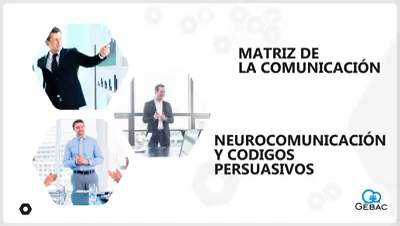 MATRIZ DE
LA COMUNICACIÓN
NEUROCOMUNICACIÓN
Y CODIGOS
PERSUASIVOS
GEBAC